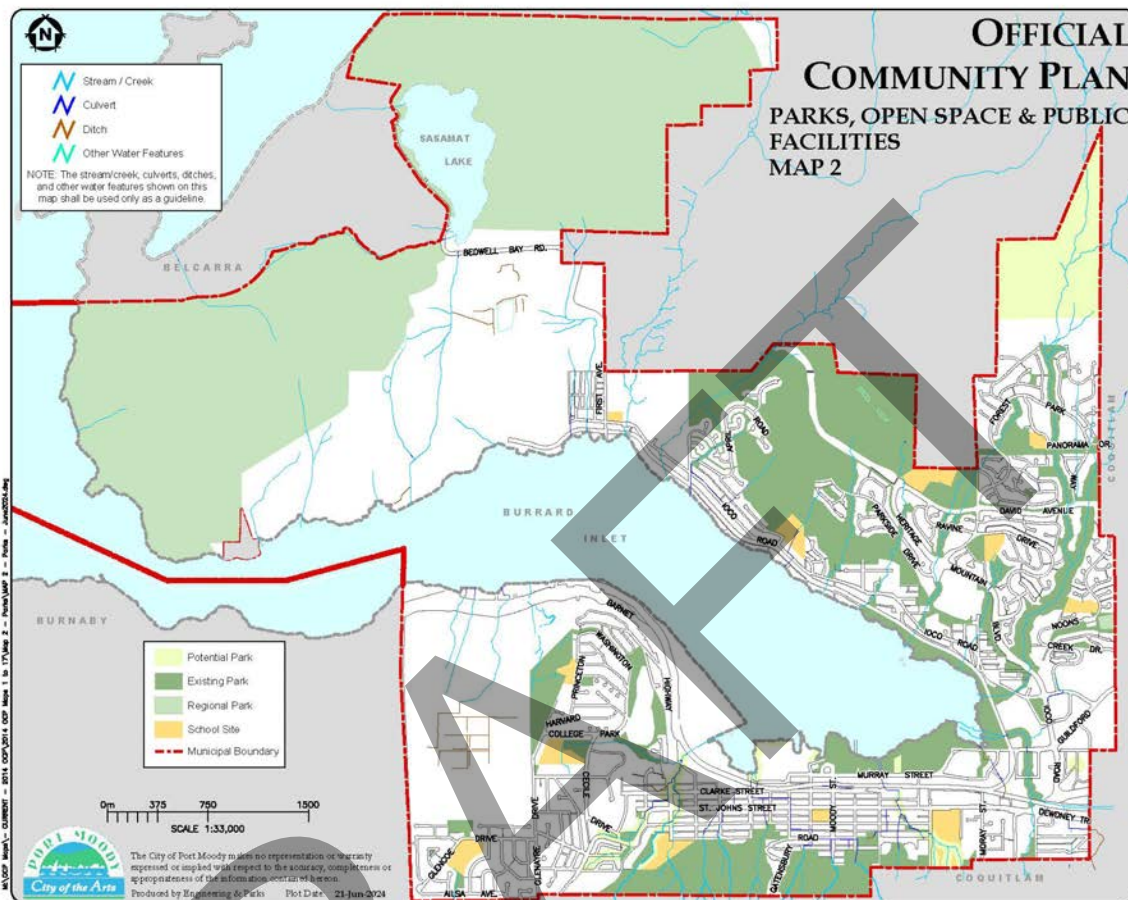 OFFICIAL
COMMUNITY PLAN
PARKS, OPEN SPACE & PUBLIC
FACILITIES
MAP 2
N
Stream / Creek
Culvert
Ditch
Other Water Features
NOTE: The stream/creek, culverts, ditches,
and other water features shown on this
map shall be used only as a guideline.
SASAMAT
LAKE
BEDWELL BAY RD.
BELCARRA
FIRST AVE.
FOREST
PARK
WAY
PANORAMA DR.
COQUITLAM
APRIL
ROAD
DAVID AVENUE
BURRARD
INLET
IOCO
ROAD
PARKSIDE
DRIVE
HERITAGE
MOUNTAIN
BLVD.
RAVINE
DRIVE
IOCO ROAD
NOONS
CREEK DR.
BURNABY
BARNET
HIGHWAY
WASHINGTON
PRINCETON
HARVARD
COLLEGE PARK
CECILE
DRIVE
GLENAYRE
DRIVE
IOCO
ROAD
GUILDFORD
MURRAY STREET
CLARKE STREET
ST. JOHNS STREET
MOODY ST.
ROAD
GATENSBURY
MORAY ST.
DEWDNEY TR.
GLENCOE
DRIVE
AILSA AVE.
COQUITLAM
Potential Park
Existing Park
Regional Park
School Site
Municipal Boundary
0m 375 750 1500
SCALE 1:33,000
PORT MOODY
City of the Arts
The City of Port Moody makes no representation or warranty
expressed or implied with respect to the accuracy, completeness or
appropriateness of the information contained hereon.
Produced by Engineering & Parks Plot Date: 21-Jun-2024
DRAFT